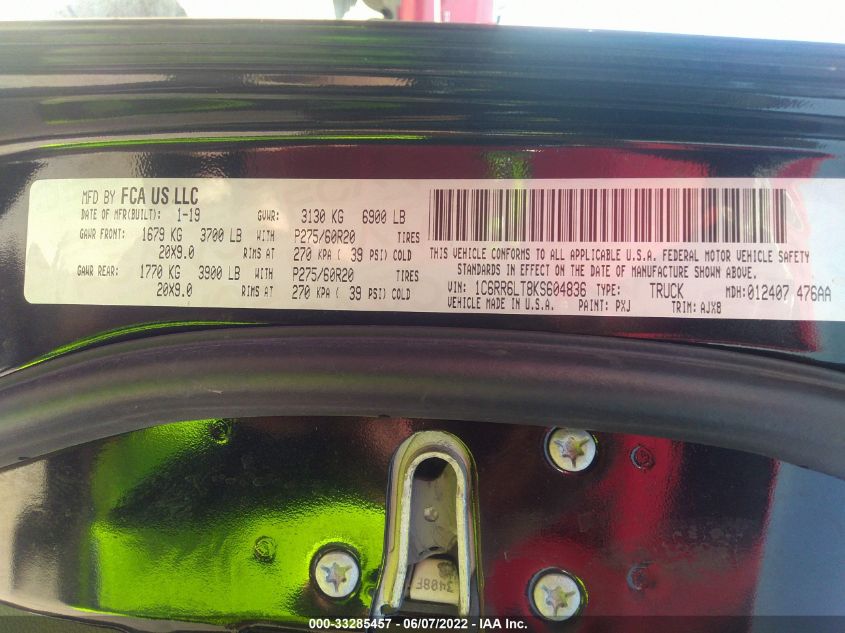 MFD BY FCA US LLC
DATE OF MFR(BUILT): 1-19 GVWR: 3130 KG 6900 LB
GAWR FRONT: 1679 KG 3700 LB WITH P275/60R20 TIRES
20X9.0 RIMS AT 270 KPA ( 39 PSI) COLD
GAWR REAR: 1770 KG 3900 LB WITH P275/60R20 TIRES
20X9.0 RIMS AT 270 KPA ( 39 PSI) COLD
THIS VEHICLE CONFORMS TO ALL APPLICABLE U.S.A. FEDERAL MOTOR VEHICLE SAFETY
STANDARDS IN EFFECT ON THE DATE OF MANUFACTURE SHOWN ABOVE.
VIN: 1C6RR6LT8KS604836 TYPE: TRUCK MDH: 012407 476AA
VEHICLE MADE IN U.S.A. PAINT: PXJ TRIM: AJX8
3408F
000-33285457 - 06/07/2022 - IAA Inc.